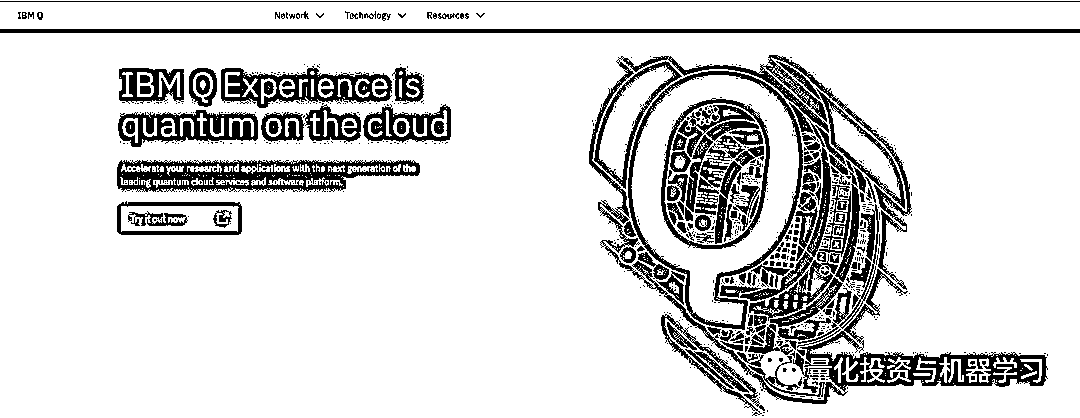 IBM Q
Network
Technology
Resources
IBM Q Experience is
quantum on the cloud
Accelerate your research and applications with the next generation of the
leading quantum cloud services and software platform.
Try it out now
量化投资与机器学习